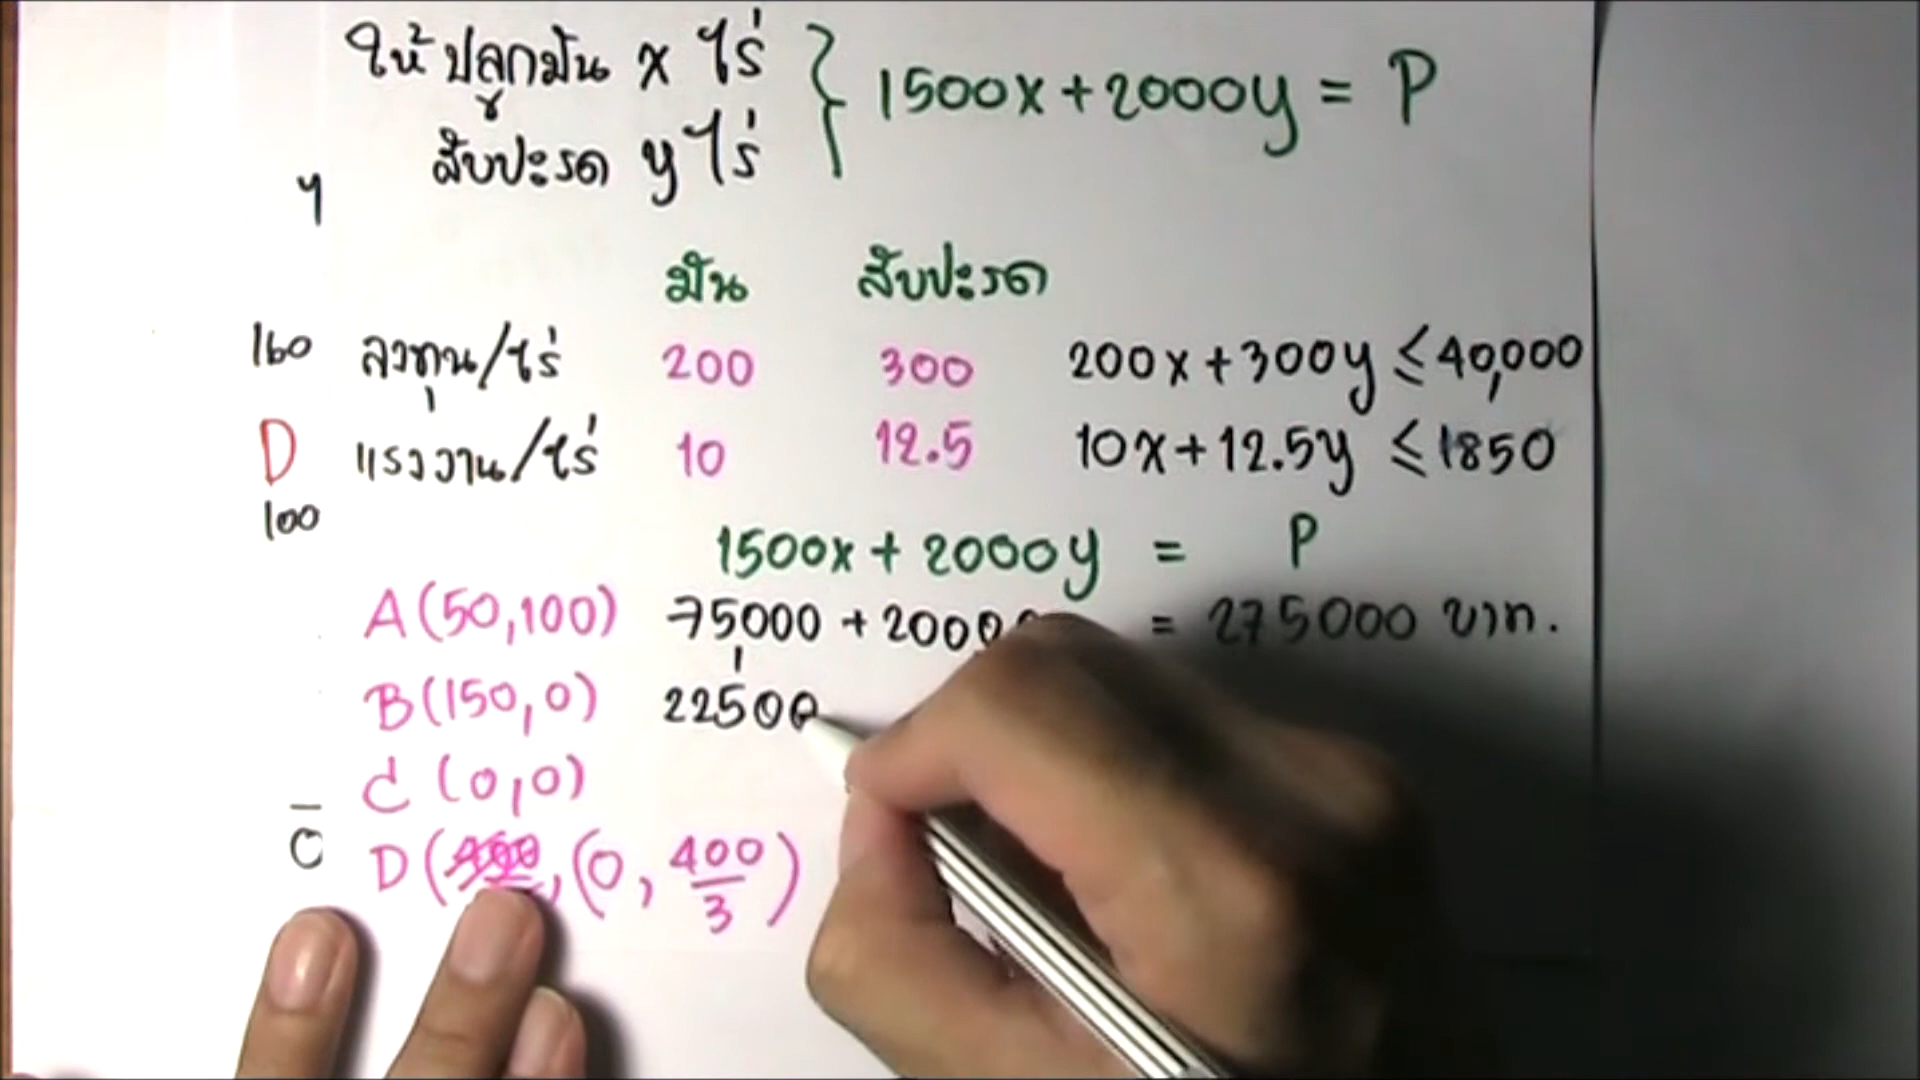 ให้ ปลูกมัน x ไร่
1500x + 2000y = P
สับปะรด y ไร่
มัน สับปะรด
160 ลงทุน/ไร่ 200 300 200x + 300y ≤ 40,000
D แรงงาน/ไร่ 10 12.5 10x + 12.5y ≤ 1850
100
1500x + 2000y = P
A (50,100) 75000 + 2000 = 275000 บาท.
B (150,0) 22500
C (0,0)
D (0, 400/3)